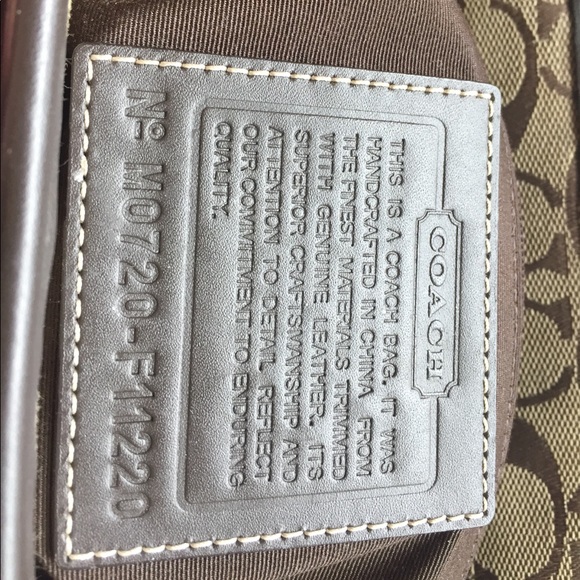 COACH
THIS IS A COACH BAG. IT WAS
HANDCRAFTED IN CHINA FROM
THE FINEST MATERIALS TRIMMED
WITH GENUINE LEATHER. ITS
SUPERIOR CRAFTSMANSHIP AND
ATTENTION TO DETAIL REFLECT
OUR COMMITMENT TO ENDURING
QUALITY.
Nº M0720-F11220